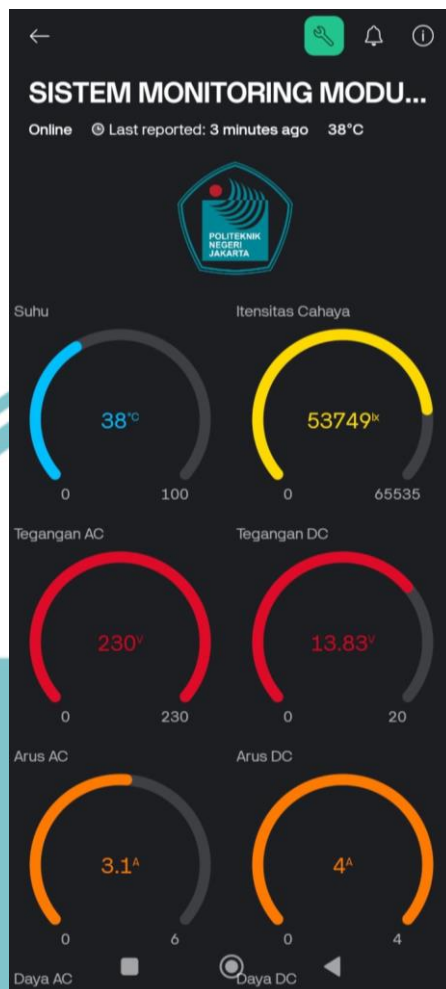 SISTEM MONITORING MODU...
Online Last reported: 3 minutes ago 38°C
POLITEKNIK
NEGERI
JAKARTA
Suhu
38°C
0 100
Itensitas Cahaya
53749lx
0 65535
Tegangan AC
230V
0 230
Tegangan DC
13.83V
0 20
Arus AC
3.1A
0 6
Arus DC
4A
0 4
Daya AC
Daya DC